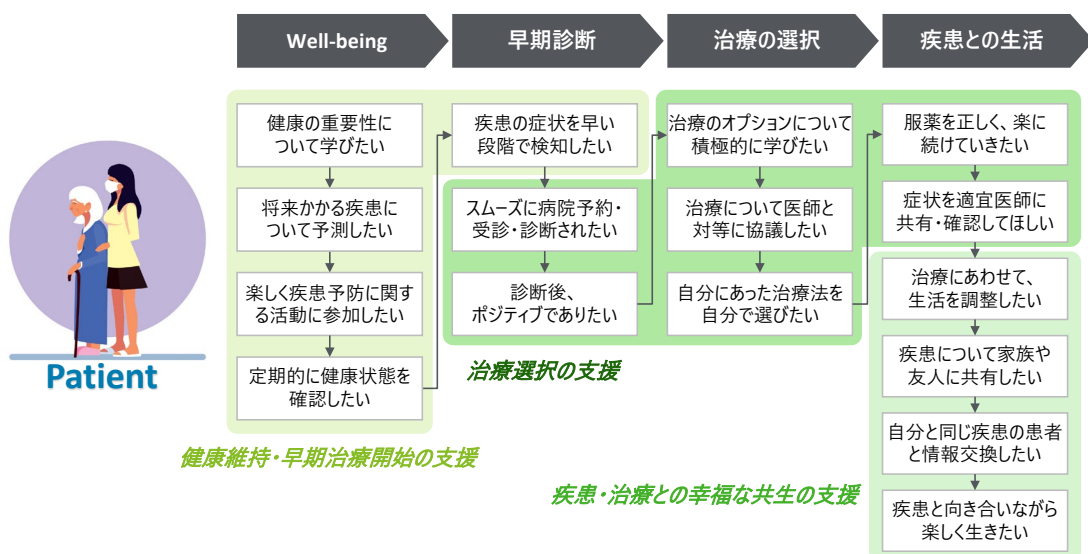 Well-being
早期診断
治療の選択
疾患との生活
健康の重要性に
ついて学びたい
将来かかる疾患に
ついて予測したい
楽しく疾患予防に関す
る活動に参加したい
定期的に健康状態を
確認したい
疾患の症状を早い
段階で検知したい
スムーズに病院予約・
受診・診断されたい
診断後、
ポジティブでありたい
治療のオプションについて
積極的に学びたい
治療について医師と
対等に協議したい
自分にあった治療法を
自分で選びたい
服薬を正しく、楽に
続けていきたい
症状を適宜医師に
共有・確認してほしい
治療にあわせて、
生活を調整したい
疾患について家族や
友人に共有したい
自分と同じ疾患の患者
と情報交換したい
疾患と向き合いながら
楽しく生きたい
Patient
治療選択の支援
健康維持・早期治療開始の支援
疾患・治療との幸福な共生の支援